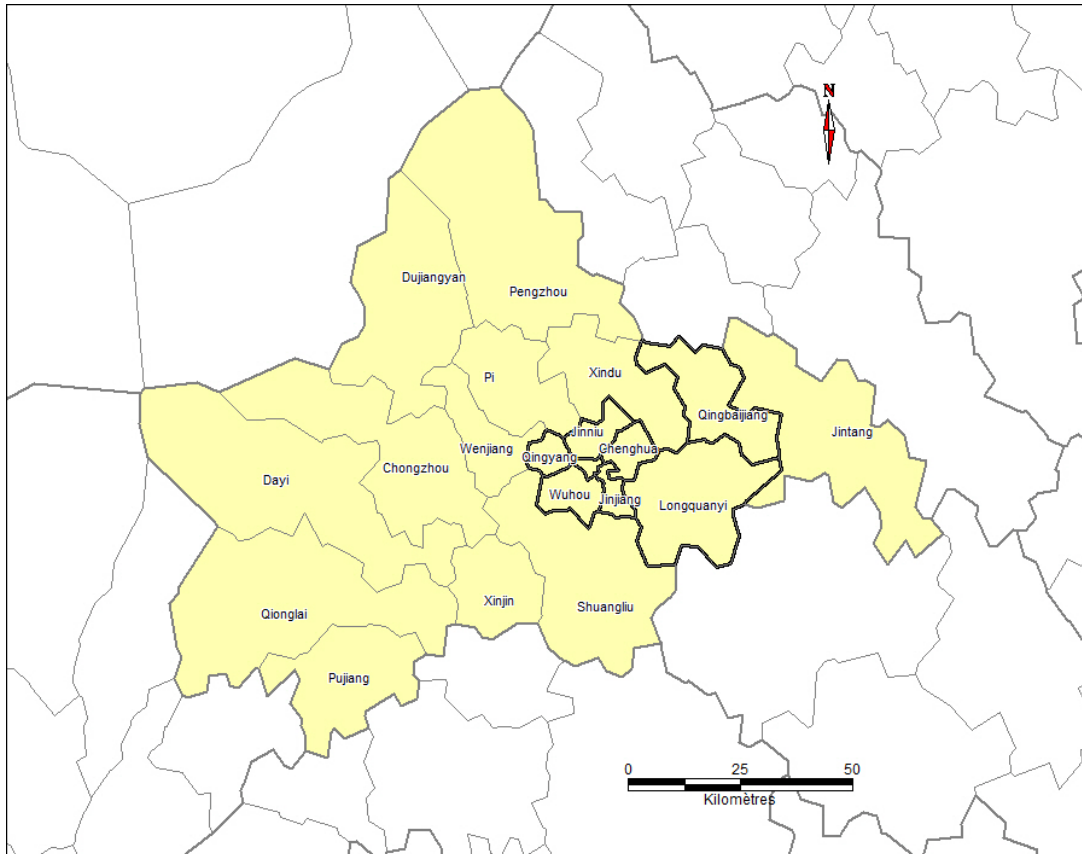 N
Dujiangyan
Pengzhou
Pi
Xindu
Qingbaijiang
Jintang
Jinniu
Chenghua
Wenjiang
Qingyang
Chongzhou
Dayi
Wuhou
Jinjiang
Longquanyi
Xinjin
Shuangliu
Qionglai
Pujiang
0 25 50
Kilomètres